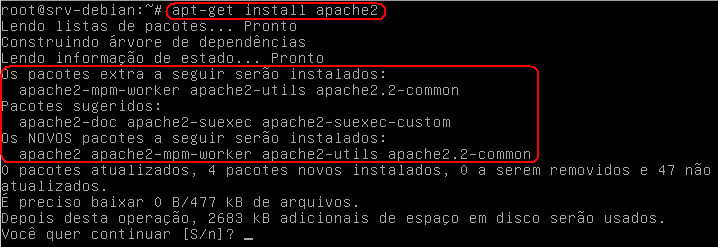 root@srv-debian:~# apt-get install apache2
Lendo listas de pacotes... Pronto
Construindo árvore de dependências
Lendo informação de estado... Pronto
Os pacotes extra a seguir serão instalados:
  apache2-mpm-worker apache2-utils apache2.2-common
Pacotes sugeridos:
  apache2-doc apache2-suexec apache2-suexec-custom
Os NOVOS pacotes a seguir serão instalados:
  apache2 apache2-mpm-worker apache2-utils apache2.2-common
0 pacotes atualizados, 4 pacotes novos instalados, 0 a serem removidos e 47 não
atualizados.
É preciso baixar 0 B/477 kB de arquivos.
Depois desta operação, 2683 kB adicionais de espaço em disco serão usados.
Você quer continuar [S/n]? _